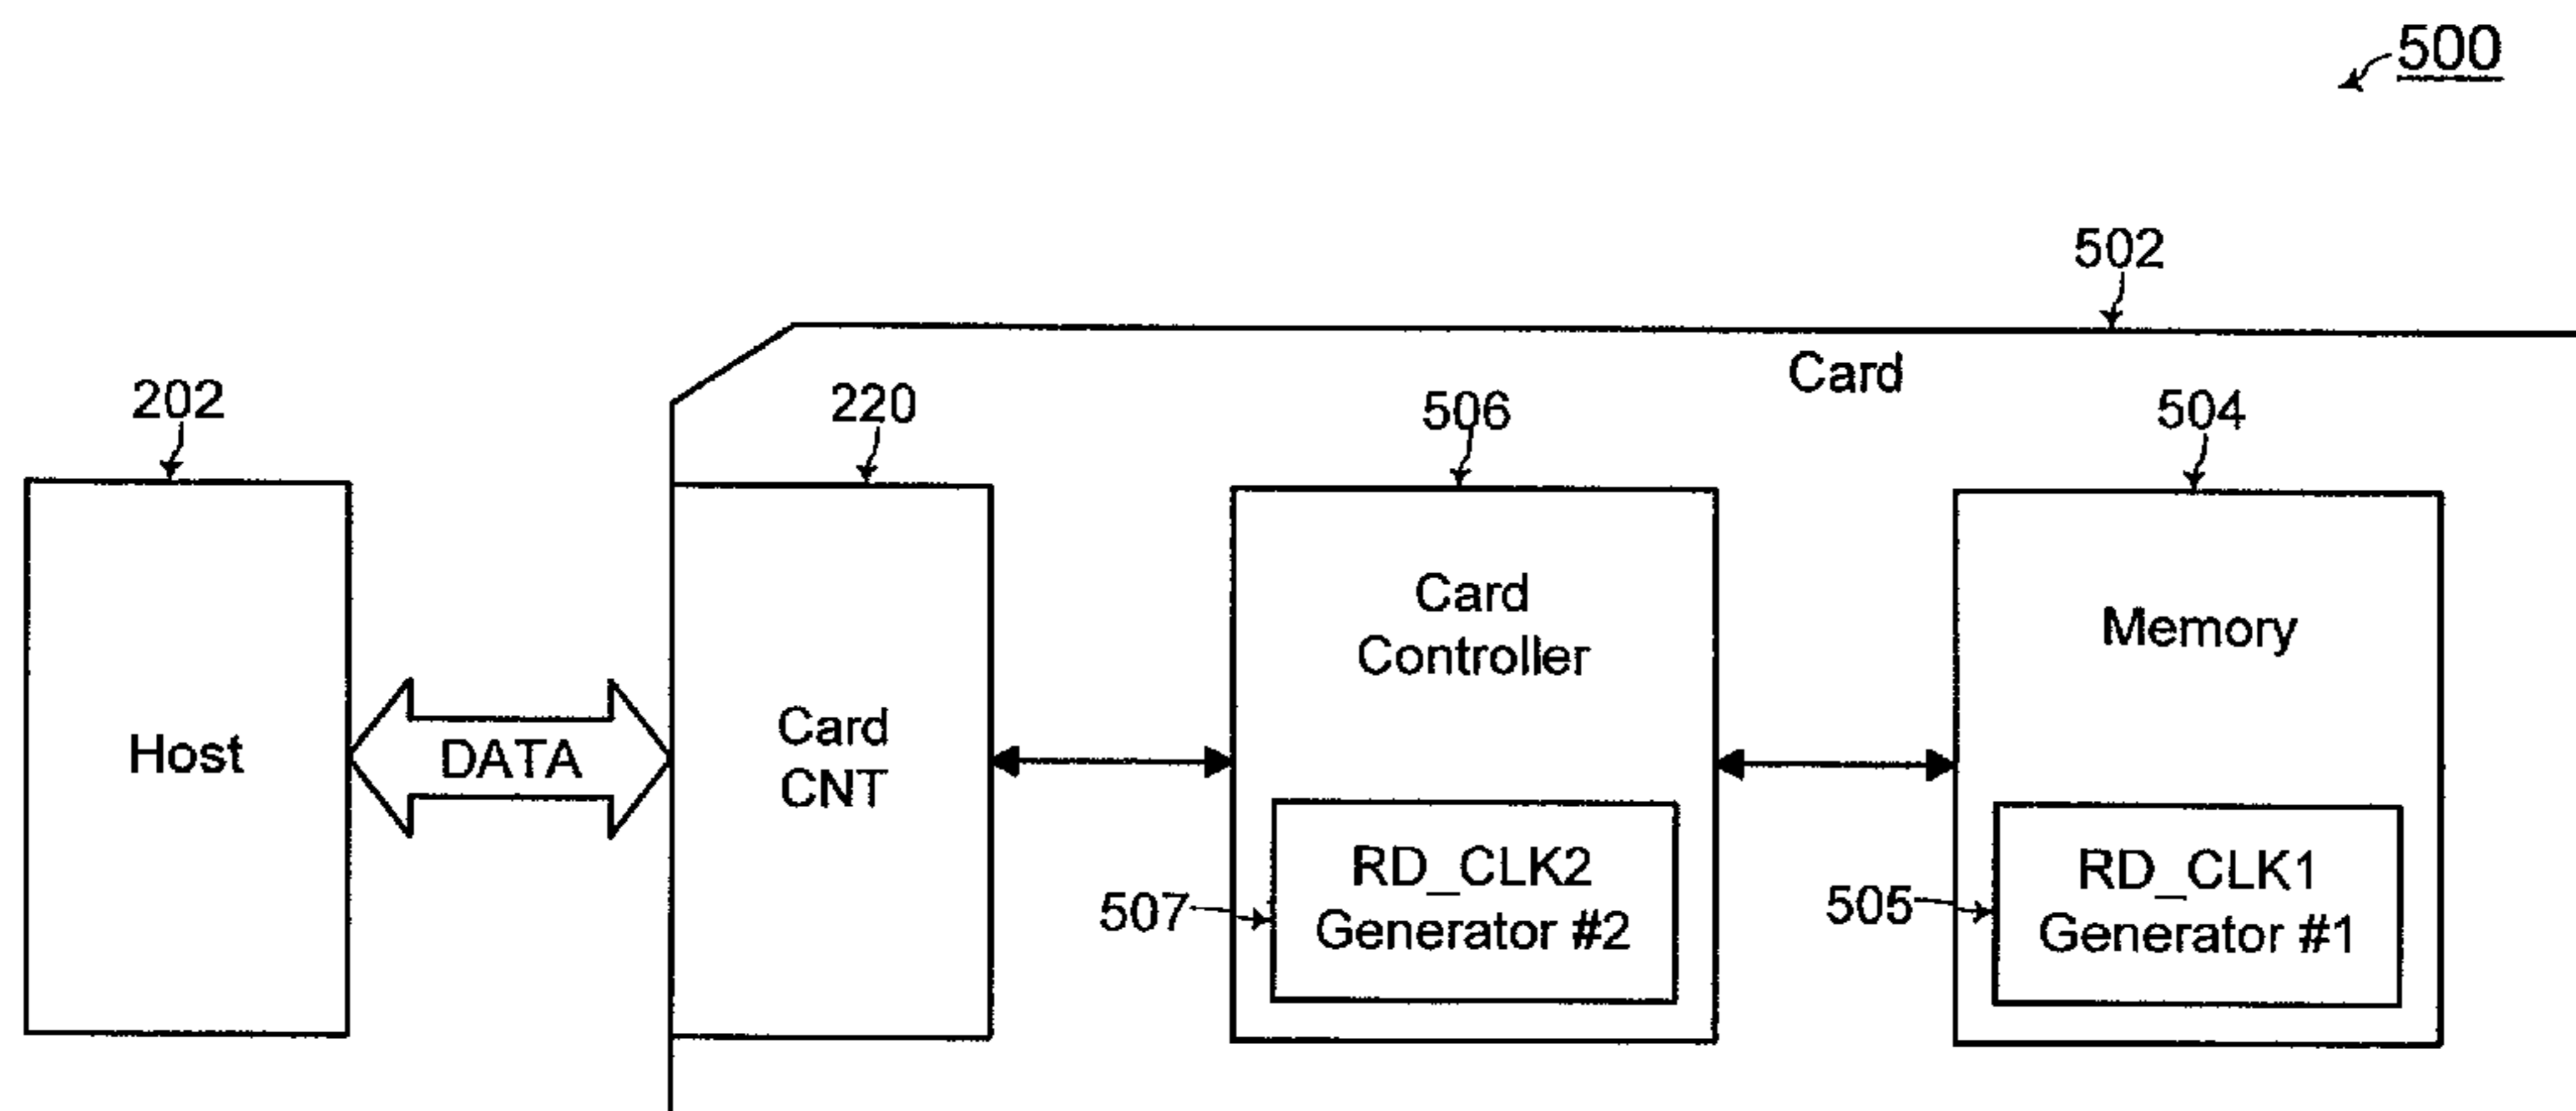 500
502
Card
202
220
506
504
Host
DATA
Card
CNT
Card
Controller
Memory
507
RD_CLK2
Generator #2
505
RD_CLK1
Generator #1